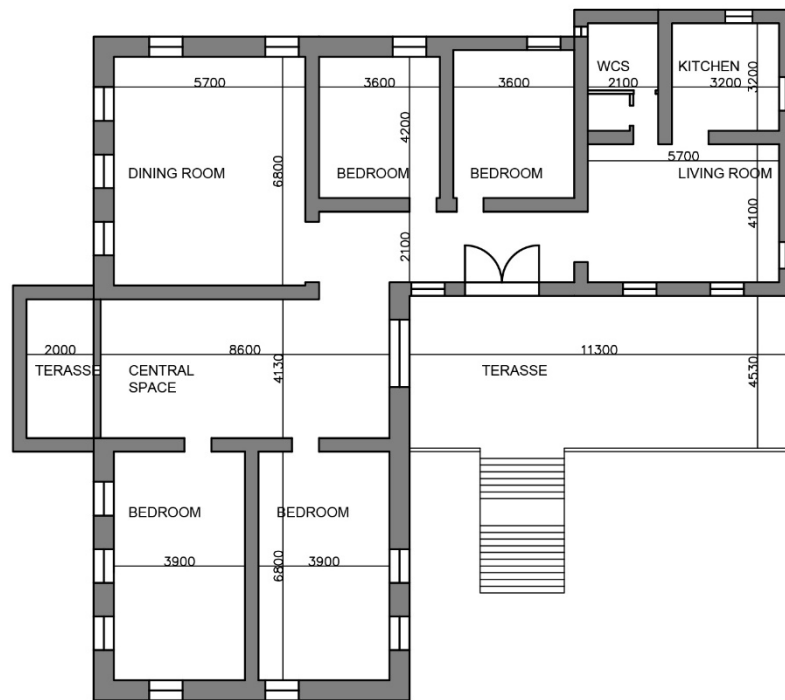 WCS
KITCHEN
2100
3200
3200
5700
3600
3600
4200
6800
5700
DINING ROOM
BEDROOM
BEDROOM
LIVING ROOM
4100
2100
2000
8600
11300
4130
4530
TERASSE
CENTRAL
SPACE
TERASSE
BEDROOM
BEDROOM
3900
6800
3900